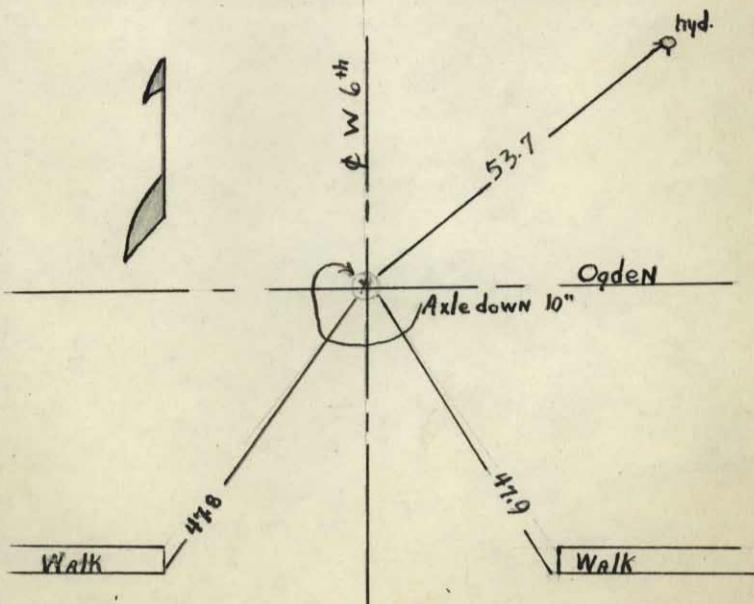 hyd.
℄ W 6th
53.7
Ogden
Axle down 10"
47.8
47.9
Walk
Walk